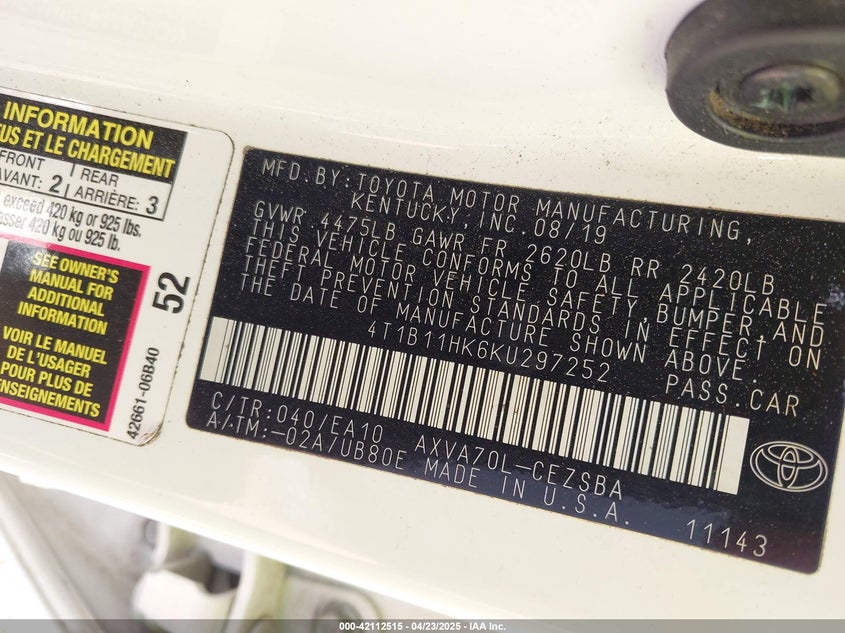 INFORMATION
US ET LE CHARGEMENT
FRONT
AVANT: 2
REAR
ARRIÈRE: 3
exceed 420 kg or 925 lbs.
asser 420 kg ou 925 lb.
SEE OWNER'S
MANUAL FOR
ADDITIONAL
INFORMATION
VOIR LE MANUEL
DE L'USAGER
POUR PLUS DE
ENSEIGNEMENTS
52
42661-06B40
MFD.BY:TOYOTA MOTOR MANUFACTURING,
KENTUCKY,INC.08/19
GVWR 4475LB GAWR FR 2620LB RR 2420LB
THIS VEHICLE CONFORMS TO ALL APPLICABLE
FEDERAL MOTOR VEHICLE SAFETY,BUMPER,AND
THEFT PREVENTION STANDARDS IN EFFECT ON
THE DATE OF MANUFACTURE SHOWN ABOVE.
4T1B11HK6KU297252 PASS.CAR
C/TR:040/EA10 AXVA70L-CEZSBA
A/TM:-02A/UB80E MADE IN U.S.A.
11143
000-42112515 - 04/23/2025 - IAA Inc.